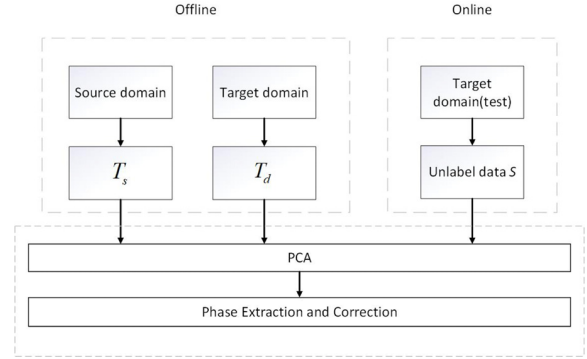 Offline
Online
Source domain
Target domain
Target
domain(test)
T_s
T_d
Unlabel data S
PCA
Phase Extraction and Correction